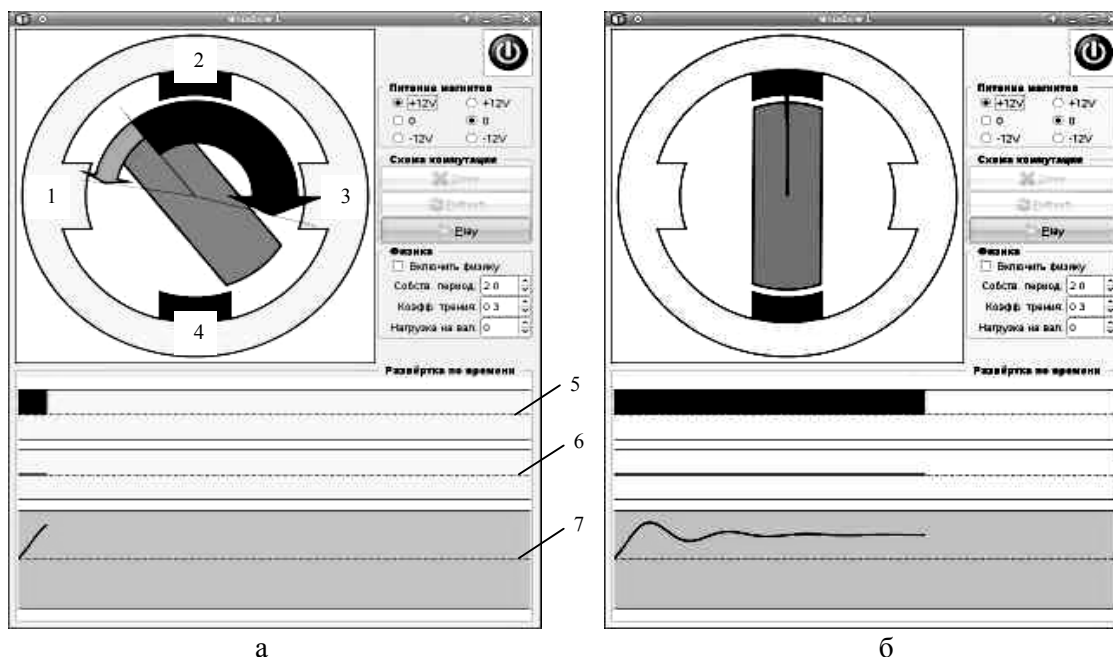 window1
window1
2
1
3
4
Питание магнитов
+12V
+12V
0
0
-12V
-12V
Схема коммутации
Play
Физика
Включить физику
Собств. период: 2.0
Коэфф. трения: 0.3
Нагрузка на вал: 0
Развёртка по времени
5
6
7
Питание магнитов
+12V
+12V
0
0
-12V
-12V
Схема коммутации
Play
Физика
Включить физику
Собств. период: 2.0
Коэфф. трения: 0.3
Нагрузка на вал: 0
Развёртка по времени
а
б